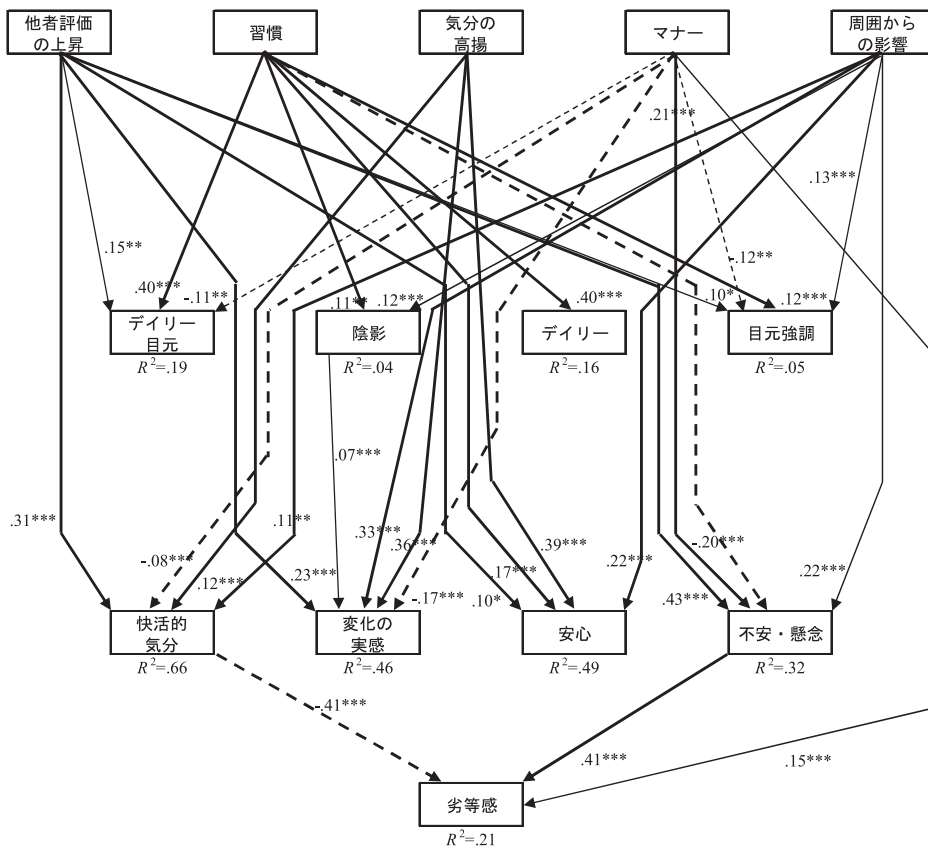 他者評価
の上昇
習慣
気分の
高揚
マナー
周囲から
の影響
.21***
.13***
.15**
-.12**
.40***
-.11**
.11**
.12***
.40***
.10*
.12***
デイリー
目元
陰影
デイリー
目元強調
R²=.19
R²=.04
R²=.16
R²=.05
.07***
.31***
.11**
.33***
.36***
.39***
-.20***
-.08***
.12***
.23***
-.17***
.10*
.17***
.22***
.43***
.22***
快活的
気分
変化の
実感
安心
不安・懸念
R²=.66
R²=.46
R²=.49
R²=.32
-.41***
.41***
.15***
劣等感
R²=.21